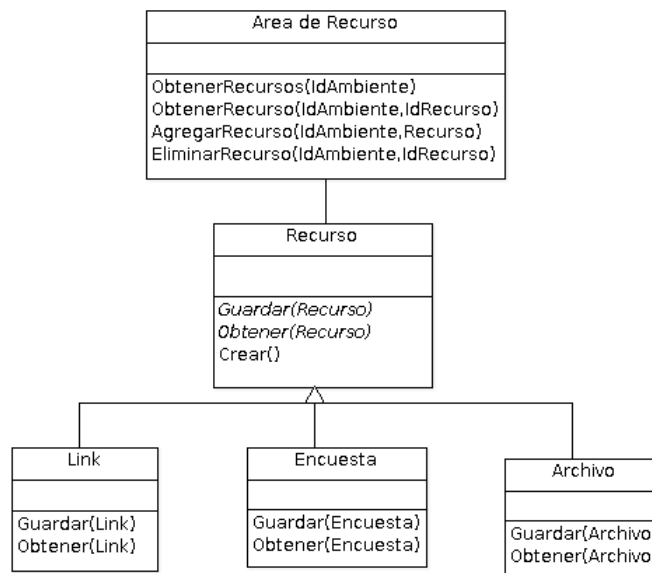 Area de Recurso
ObtenerRecursos(IdAmbiente)
ObtenerRecurso(IdAmbiente,IdRecurso)
AgregarRecurso(IdAmbiente,Recurso)
EliminarRecurso(IdAmbiente,IdRecurso)
Recurso
Guardar(Recurso)
Obtener(Recurso)
Crear()
Link
Guardar(Link)
Obtener(Link)
Encuesta
Guardar(Encuesta)
Obtener(Encuesta)
Archivo
Guardar(Archivo
Obtener(Archivo